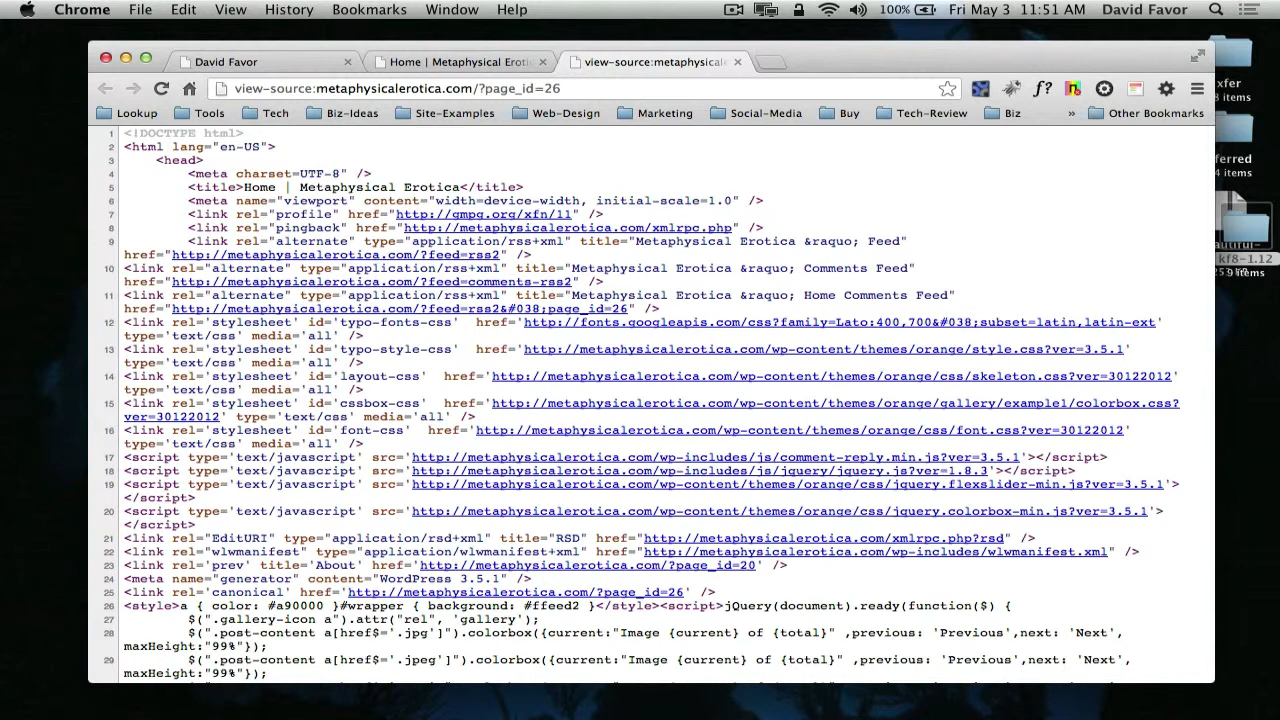 Chrome File Edit View History Bookmarks Window Help 100% Fri May 3 11:51 AM David Favor
David Favor Home | Metaphysical Eroti view-source:metaphysicale
view-source:metaphysicalerotica.com/?page_id=26
Lookup Tools Tech Biz-Ideas Site-Examples Web-Design Marketing Social-Media Buy Tech-Review Biz » Other Bookmarks
xfer
8 items
ferred
4 items
kf8-1.12
9 items
1 <!DOCTYPE html>
2 <html lang="en-US">
3 <head>
4 <meta charset=UTF-8" />
5 <title>Home | Metaphysical Erotica</title>
6 <meta name="viewport" content="width=device-width, initial-scale=1.0" />
7 <link rel="profile" href="http://gmpg.org/xfn/11" />
8 <link rel="pingback" href="http://metaphysicalerotica.com/xmlrpc.php" />
9 <link rel="alternate" type="application/rss+xml" title="Metaphysical Erotica &raquo; Feed"
href="http://metaphysicalerotica.com/?feed=rss2" />
10 <link rel="alternate" type="application/rss+xml" title="Metaphysical Erotica &raquo; Comments Feed"
href="http://metaphysicalerotica.com/?feed=comments-rss2" />
11 <link rel="alternate" type="application/rss+xml" title="Metaphysical Erotica &raquo; Home Comments Feed"
href="http://metaphysicalerotica.com/?feed=rss2&#038;page_id=26" />
12 <link rel='stylesheet' id='typo-fonts-css'  href='http://fonts.googleapis.com/css?family=Lato:400,700&#038;subset=latin,latin-ext'
type='text/css' media='all' />
13 <link rel='stylesheet' id='typo-style-css'  href='http://metaphysicalerotica.com/wp-content/themes/orange/style.css?ver=3.5.1'
type='text/css' media='all' />
14 <link rel='stylesheet' id='layout-css'  href='http://metaphysicalerotica.com/wp-content/themes/orange/css/skeleton.css?ver=30122012'
type='text/css' media='all' />
15 <link rel='stylesheet' id='cssbox-css'  href='http://metaphysicalerotica.com/wp-content/themes/orange/gallery/example1/colorbox.css?
ver=30122012' type='text/css' media='all' />
16 <link rel='stylesheet' id='font-css'  href='http://metaphysicalerotica.com/wp-content/themes/orange/css/font.css?ver=30122012'
type='text/css' media='all' />
17 <script type='text/javascript' src='http://metaphysicalerotica.com/wp-includes/js/comment-reply.min.js?ver=3.5.1'></script>
18 <script type='text/javascript' src='http://metaphysicalerotica.com/wp-includes/js/jquery/jquery.js?ver=1.8.3'></script>
19 <script type='text/javascript' src='http://metaphysicalerotica.com/wp-content/themes/orange/css/jquery.flexslider-min.js?ver=3.5.1'>
</script>
20 <script type='text/javascript' src='http://metaphysicalerotica.com/wp-content/themes/orange/css/jquery.colorbox-min.js?ver=3.5.1'>
</script>
21 <link rel="EditURI" type="application/rsd+xml" title="RSD" href="http://metaphysicalerotica.com/xmlrpc.php?rsd" />
22 <link rel="wlwmanifest" type="application/wlwmanifest+xml" href="http://metaphysicalerotica.com/wp-includes/wlwmanifest.xml" />
23 <link rel='prev' title='About' href='http://metaphysicalerotica.com/?page_id=20' />
24 <meta name="generator" content="WordPress 3.5.1" />
25 <link rel='canonical' href='http://metaphysicalerotica.com/?page_id=26' />
26 <style>a { color: #a90000 }#wrapper { background: #ffeed2 }</style><script>jQuery(document).ready(function($) {
27 $(".gallery-icon a").attr("rel", 'gallery');
28 $(".post-content a[href$='.jpg']").colorbox({current:"Image {current} of {total}" ,previous: 'Previous',next: 'Next',
maxHeight:"99%"});
29 $(".post-content a[href$='.jpeg']").colorbox({current:"Image {current} of {total}" ,previous: 'Previous',next: 'Next',
maxHeight:"99%"});